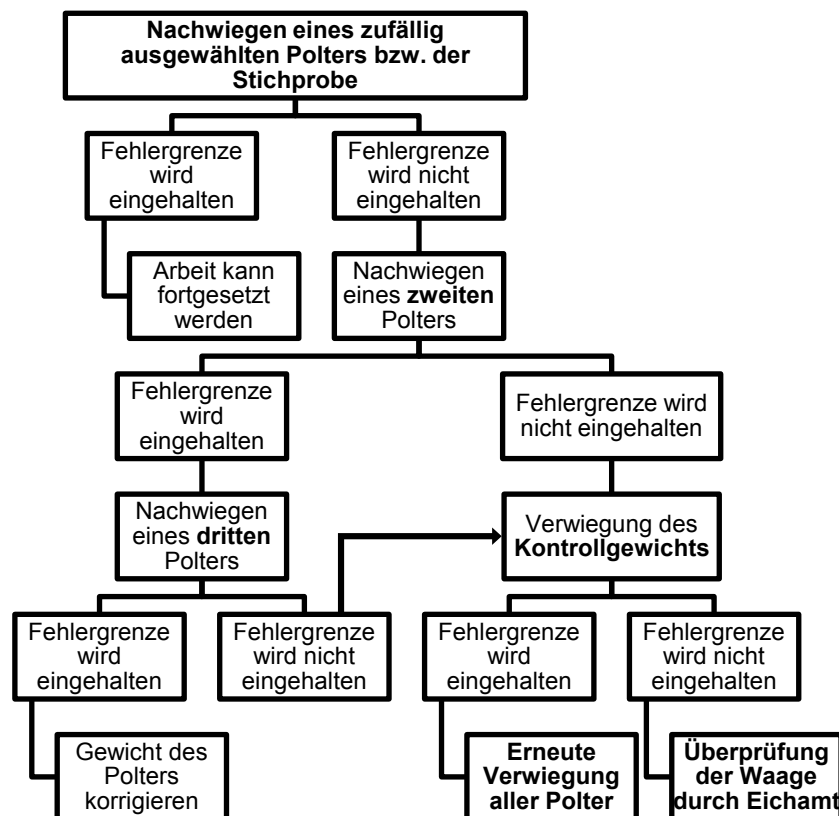 Nachwiegen eines zufällig
ausgewählten Polters bzw. der
Stichprobe
Fehlergrenze
wird
eingehalten
Fehlergrenze
wird nicht
eingehalten
Arbeit kann
fortgesetzt
werden
Nachwiegen
eines zweiten
Polters
Fehlergrenze
wird
eingehalten
Fehlergrenze wird
nicht eingehalten
Nachwiegen
eines dritten
Polters
Verwiegung des
Kontrollgewichts
Fehlergrenze
wird
eingehalten
Fehlergrenze
wird nicht
eingehalten
Fehlergrenze
wird
eingehalten
Fehlergrenze
wird nicht
eingehalten
Gewicht des
Polters
korrigieren
Erneute
Verwiegung
aller Polter
Überprüfung
der Waage
durch Eichamt